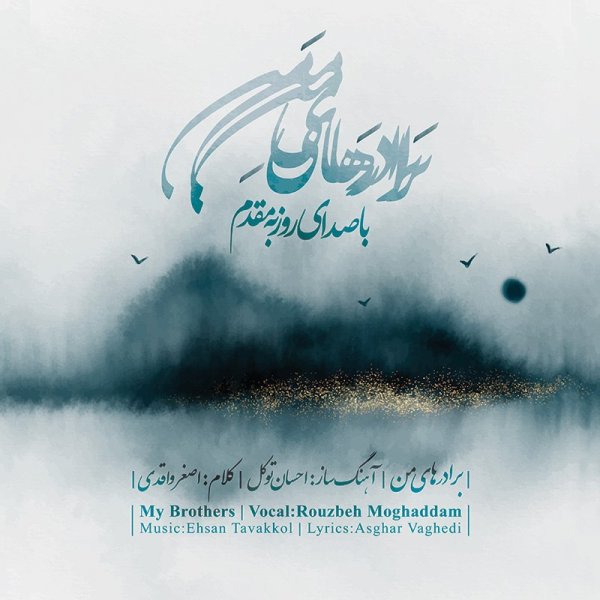 برادرهای من
با صدای روزبه مقدم
| برادرهای من | آهنگ ساز : احسان توکل | کلام : اصغر واقدی |
| My Brothers | Vocal:Rouzbeh Moghaddam |
| Music:Ehsan Tavakkol | Lyrics:Asghar Vaghedi |